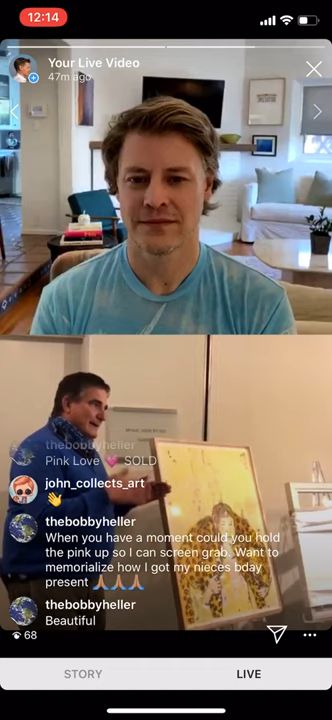 12:14
Your Live Video
47m ago
thebobbyheller
Pink Love 💗 SOLD
john_collects_art
👋
thebobbyheller
When you have a moment could you hold
the pink up so I can screen grab. Want to
memorialize how I got my nieces bday
present 🙏🏼🙏🏼🙏🏼
thebobbyheller
Beautiful
68
STORY
LIVE